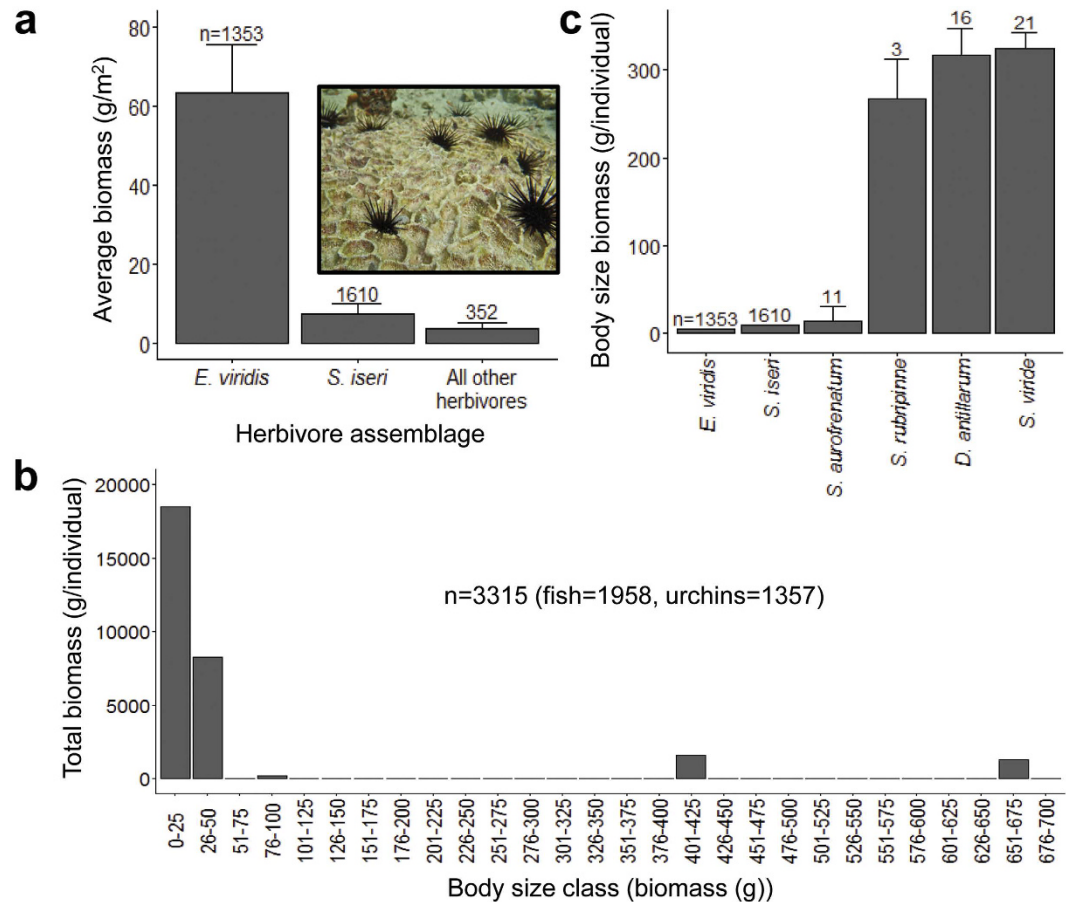 a
Average biomass (g/m²)
80
60
40
20
0
n=1353
1610
352
E. viridis
S. iseri
All other
herbivores
Herbivore assemblage
c
Body size biomass (g/individual)
300
200
100
0
n=1353
1610
11
3
16
21
E. viridis
S. iseri
S. aurofrenatum
S. rubripinne
D. antillarum
S. viride
b
Total biomass (g/individual)
20000
15000
10000
5000
0
n=3315 (fish=1958, urchins=1357)
0-25
26-50
51-75
76-100
101-125
126-150
151-175
176-200
201-225
226-250
251-275
276-300
301-325
326-350
351-375
376-400
401-425
426-450
451-475
476-500
501-525
526-550
551-575
576-600
601-625
626-650
651-675
676-700
Body size class (biomass (g))